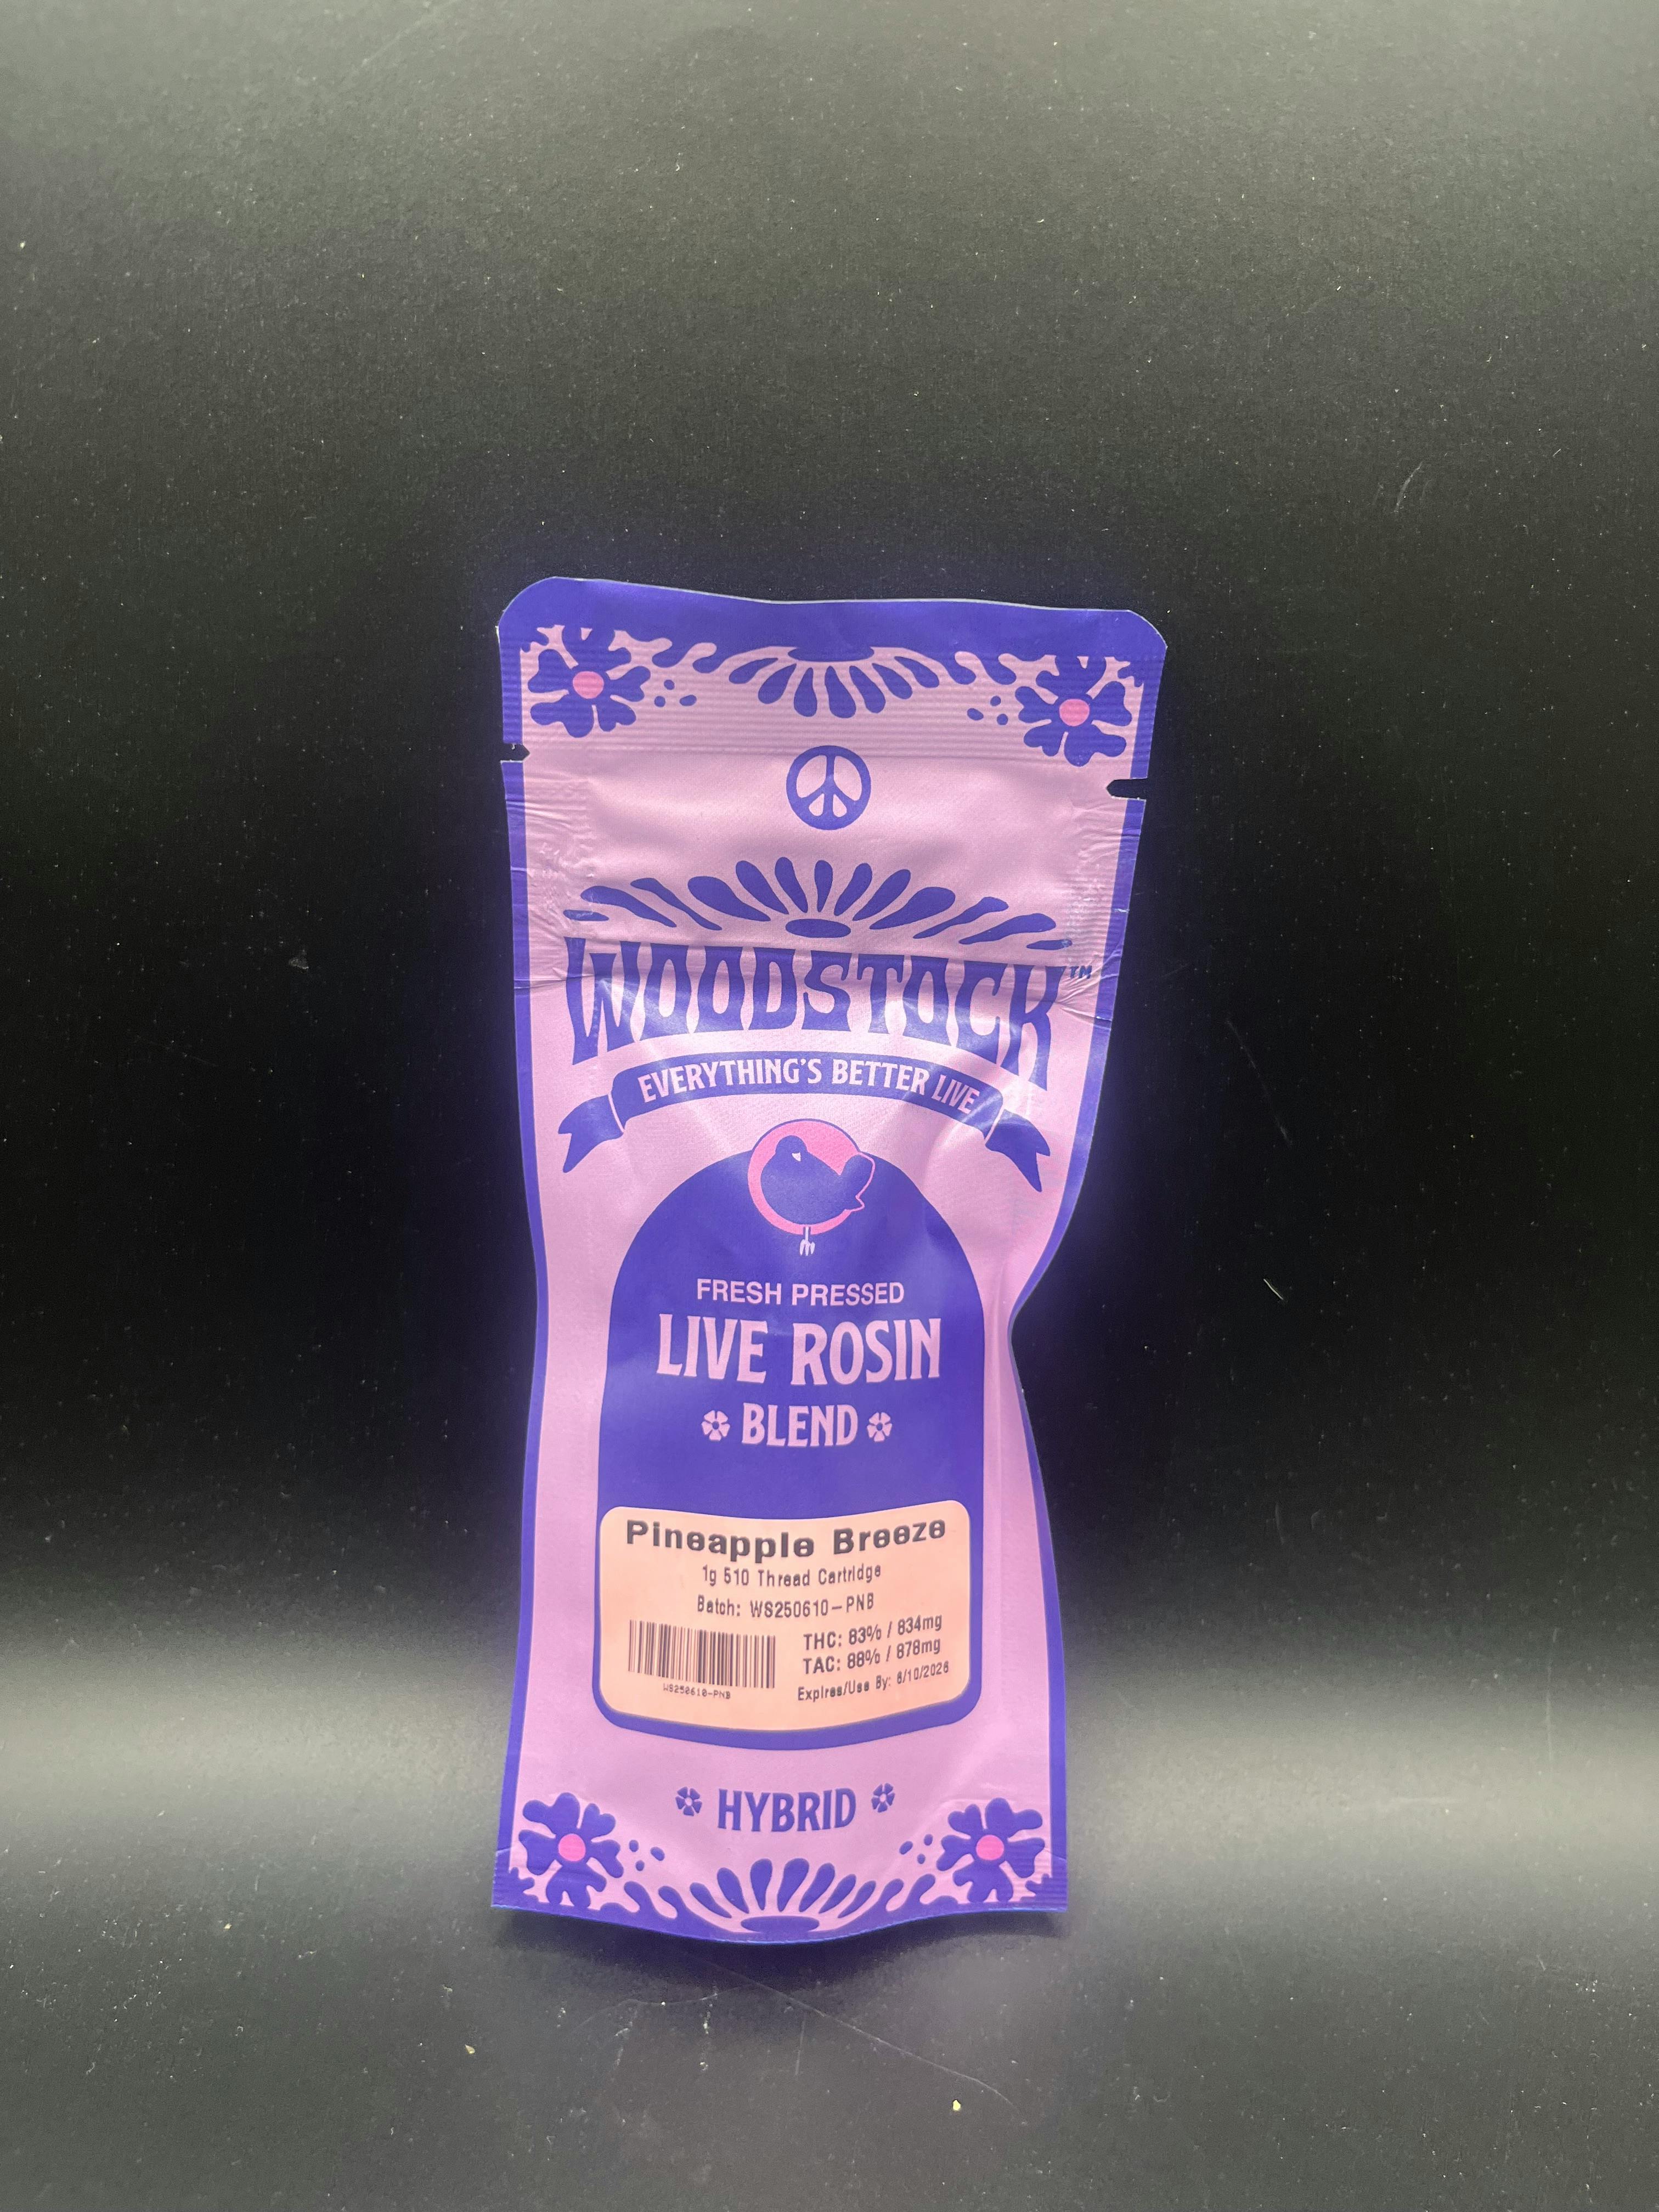 WOODSTOCK™
EVERYTHING'S BETTER LIVE
FRESH PRESSED
LIVE ROSIN
BLEND
Pineapple Breeze
1g 510 Thread Cartridge
Batch: WS250610-PNB
THC: 83% / 834mg
TAC: 88% / 878mg
Expires/Use By: 6/10/2026
WS250610-PNB
HYBRID